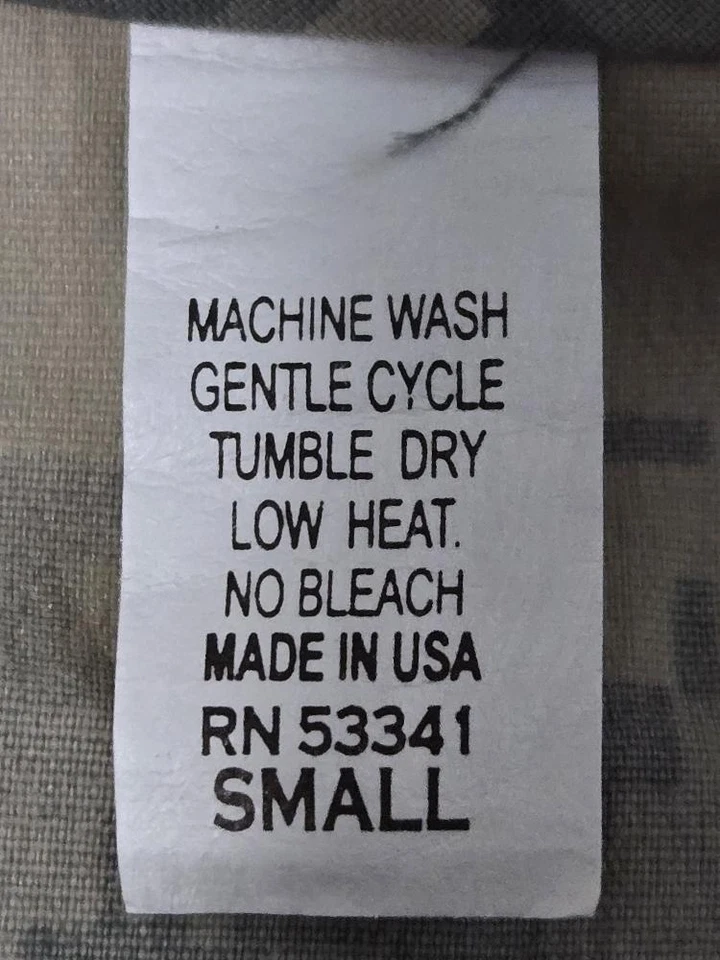 MACHINE WASH
GENTLE CYCLE
TUMBLE DRY
LOW HEAT.
NO BLEACH
MADE IN USA
RN 53341
SMALL